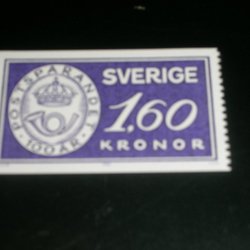 SVERIGE
POSTSPARANDET
100 ÅR
1,60
KRONOR